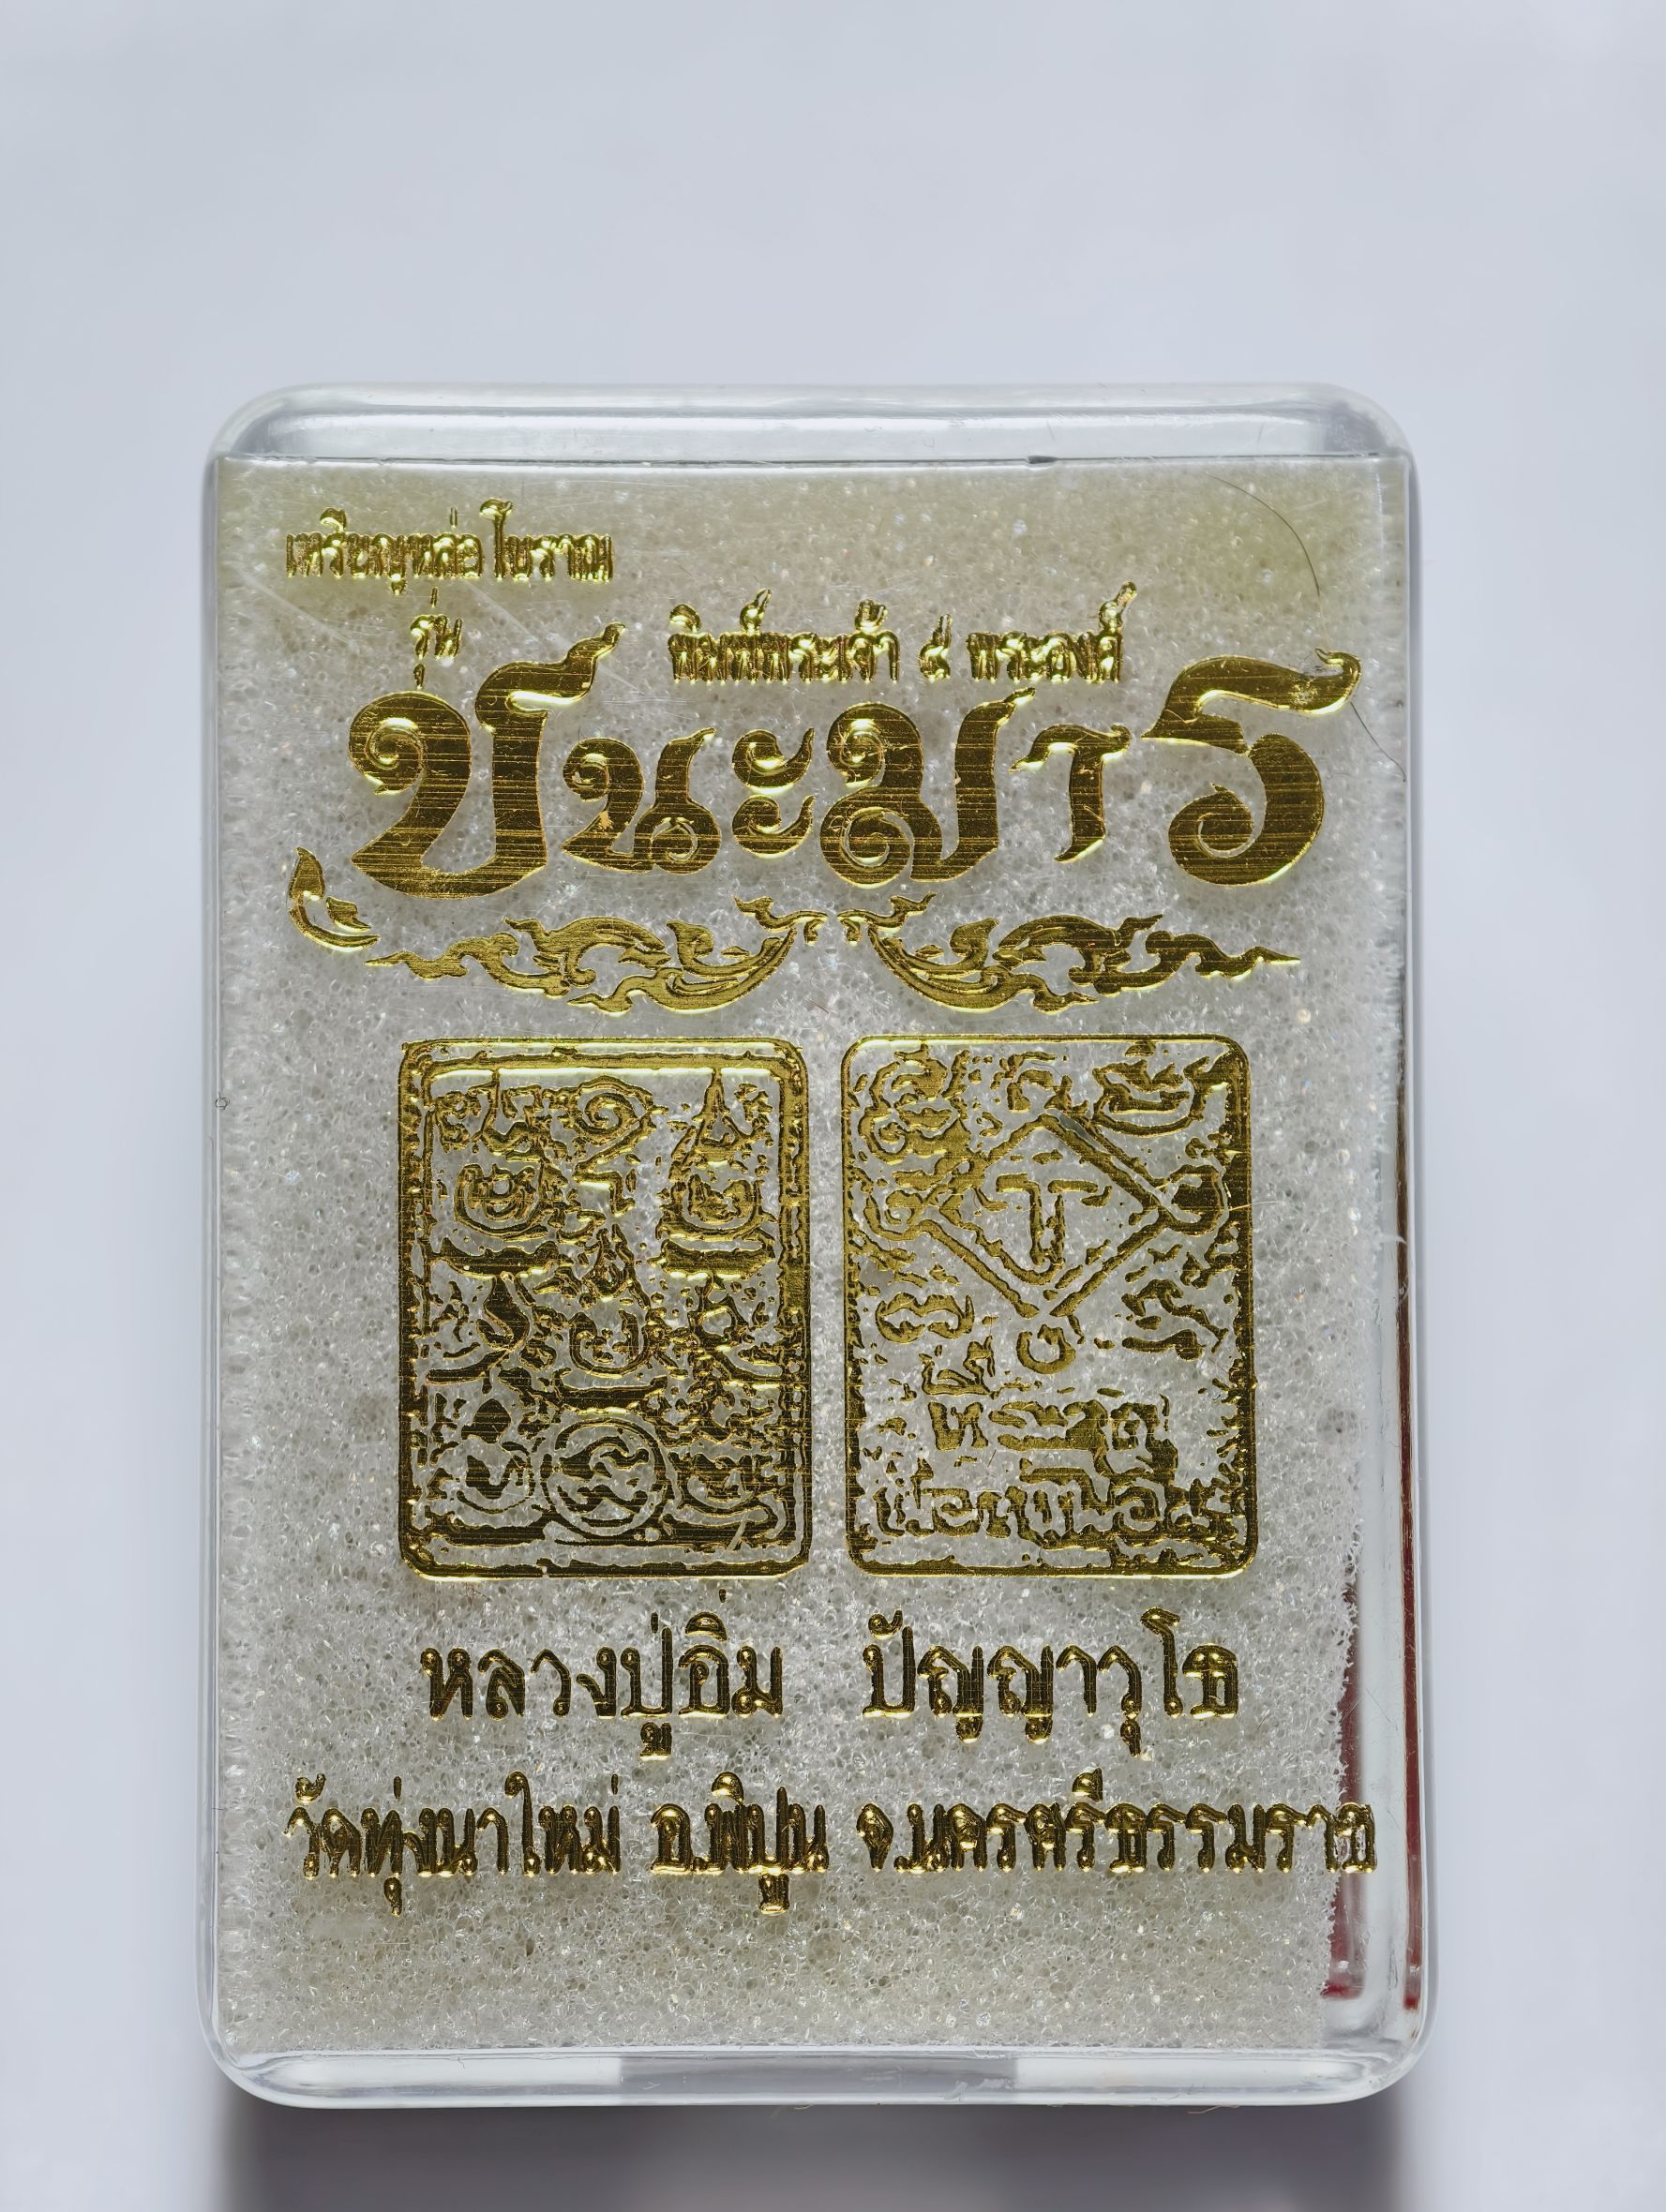 เหรียญหล่อโบราณ
รุ่น พิมพ์พระเจ้า ๕ พระองค์
ชนะมาร
หลวงปู่อิ่ม ปัญญาวุโธ
วัดทุ่งนาใหม่ อ.พิปูน จ.นครศรีธรรมราช